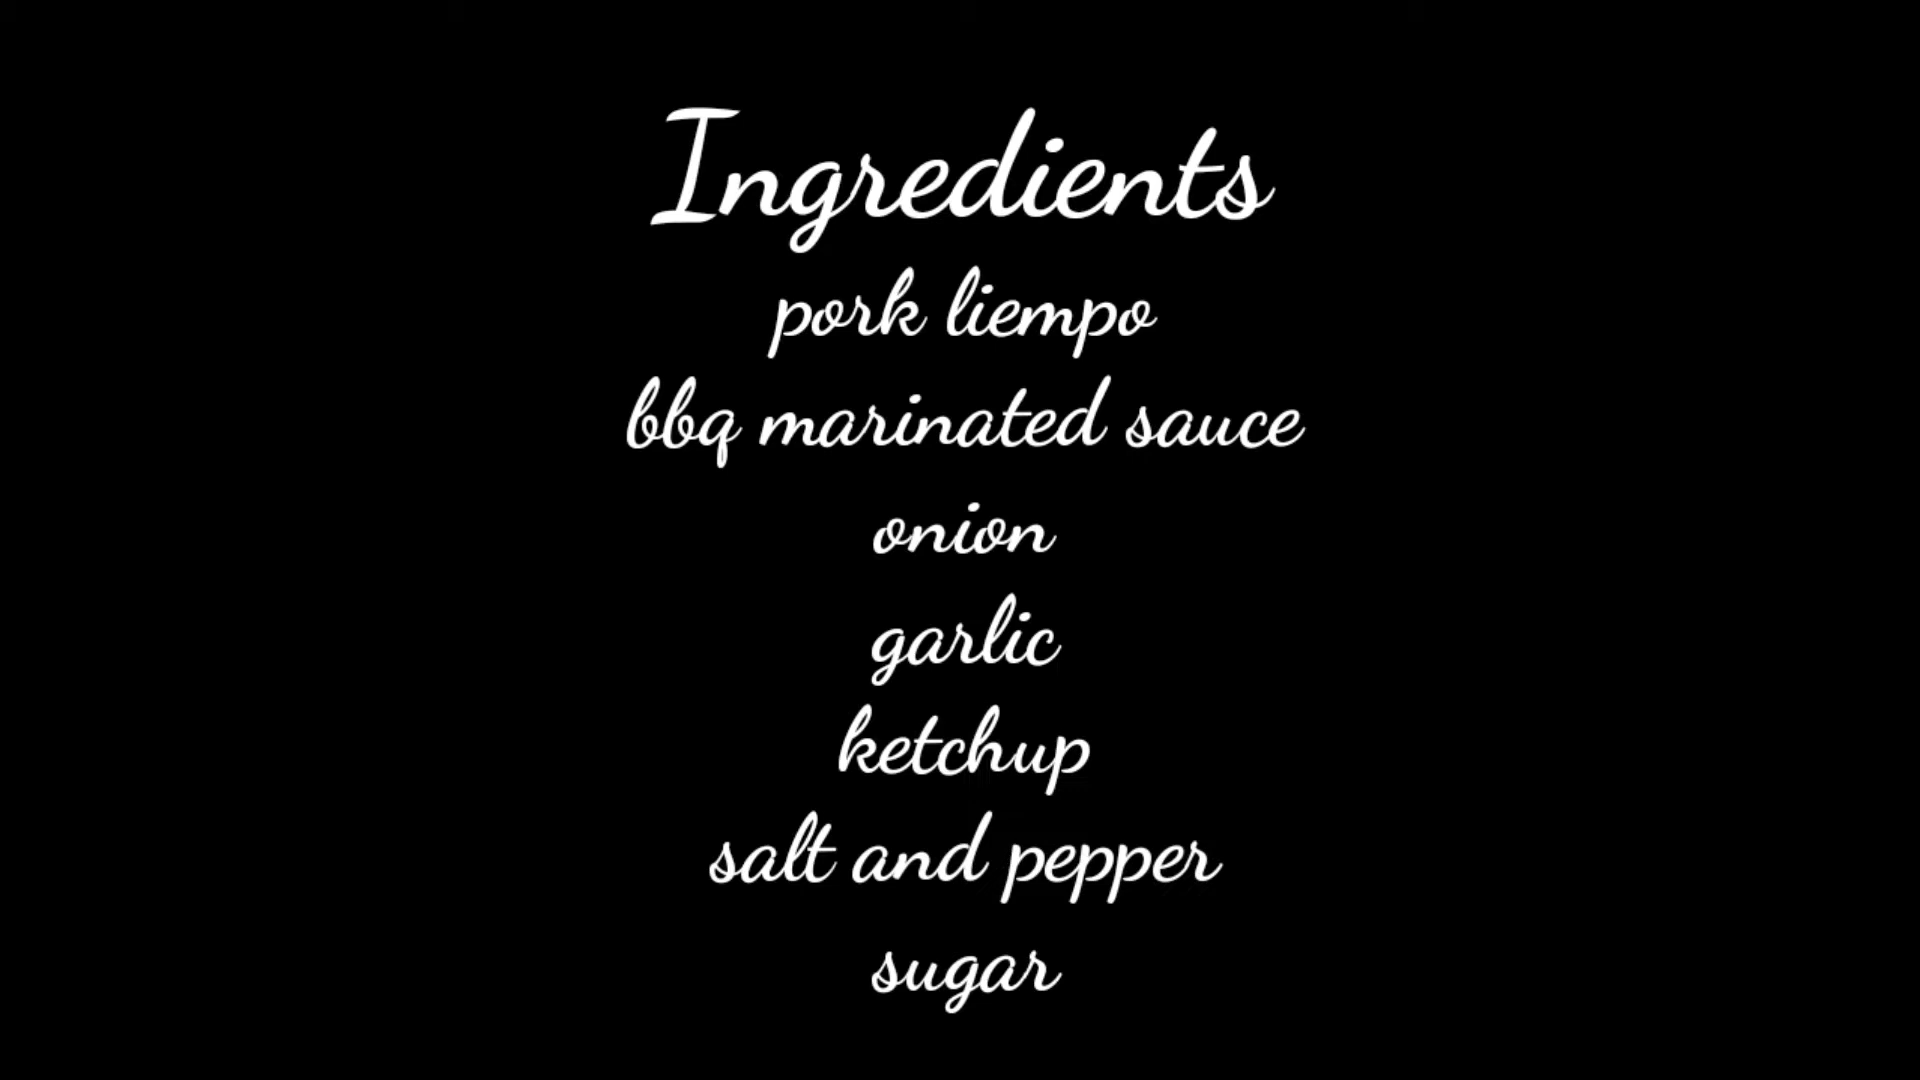 Ingredients
pork liempo
bbq marinated sauce
onion
garlic
ketchup
salt and pepper
sugar